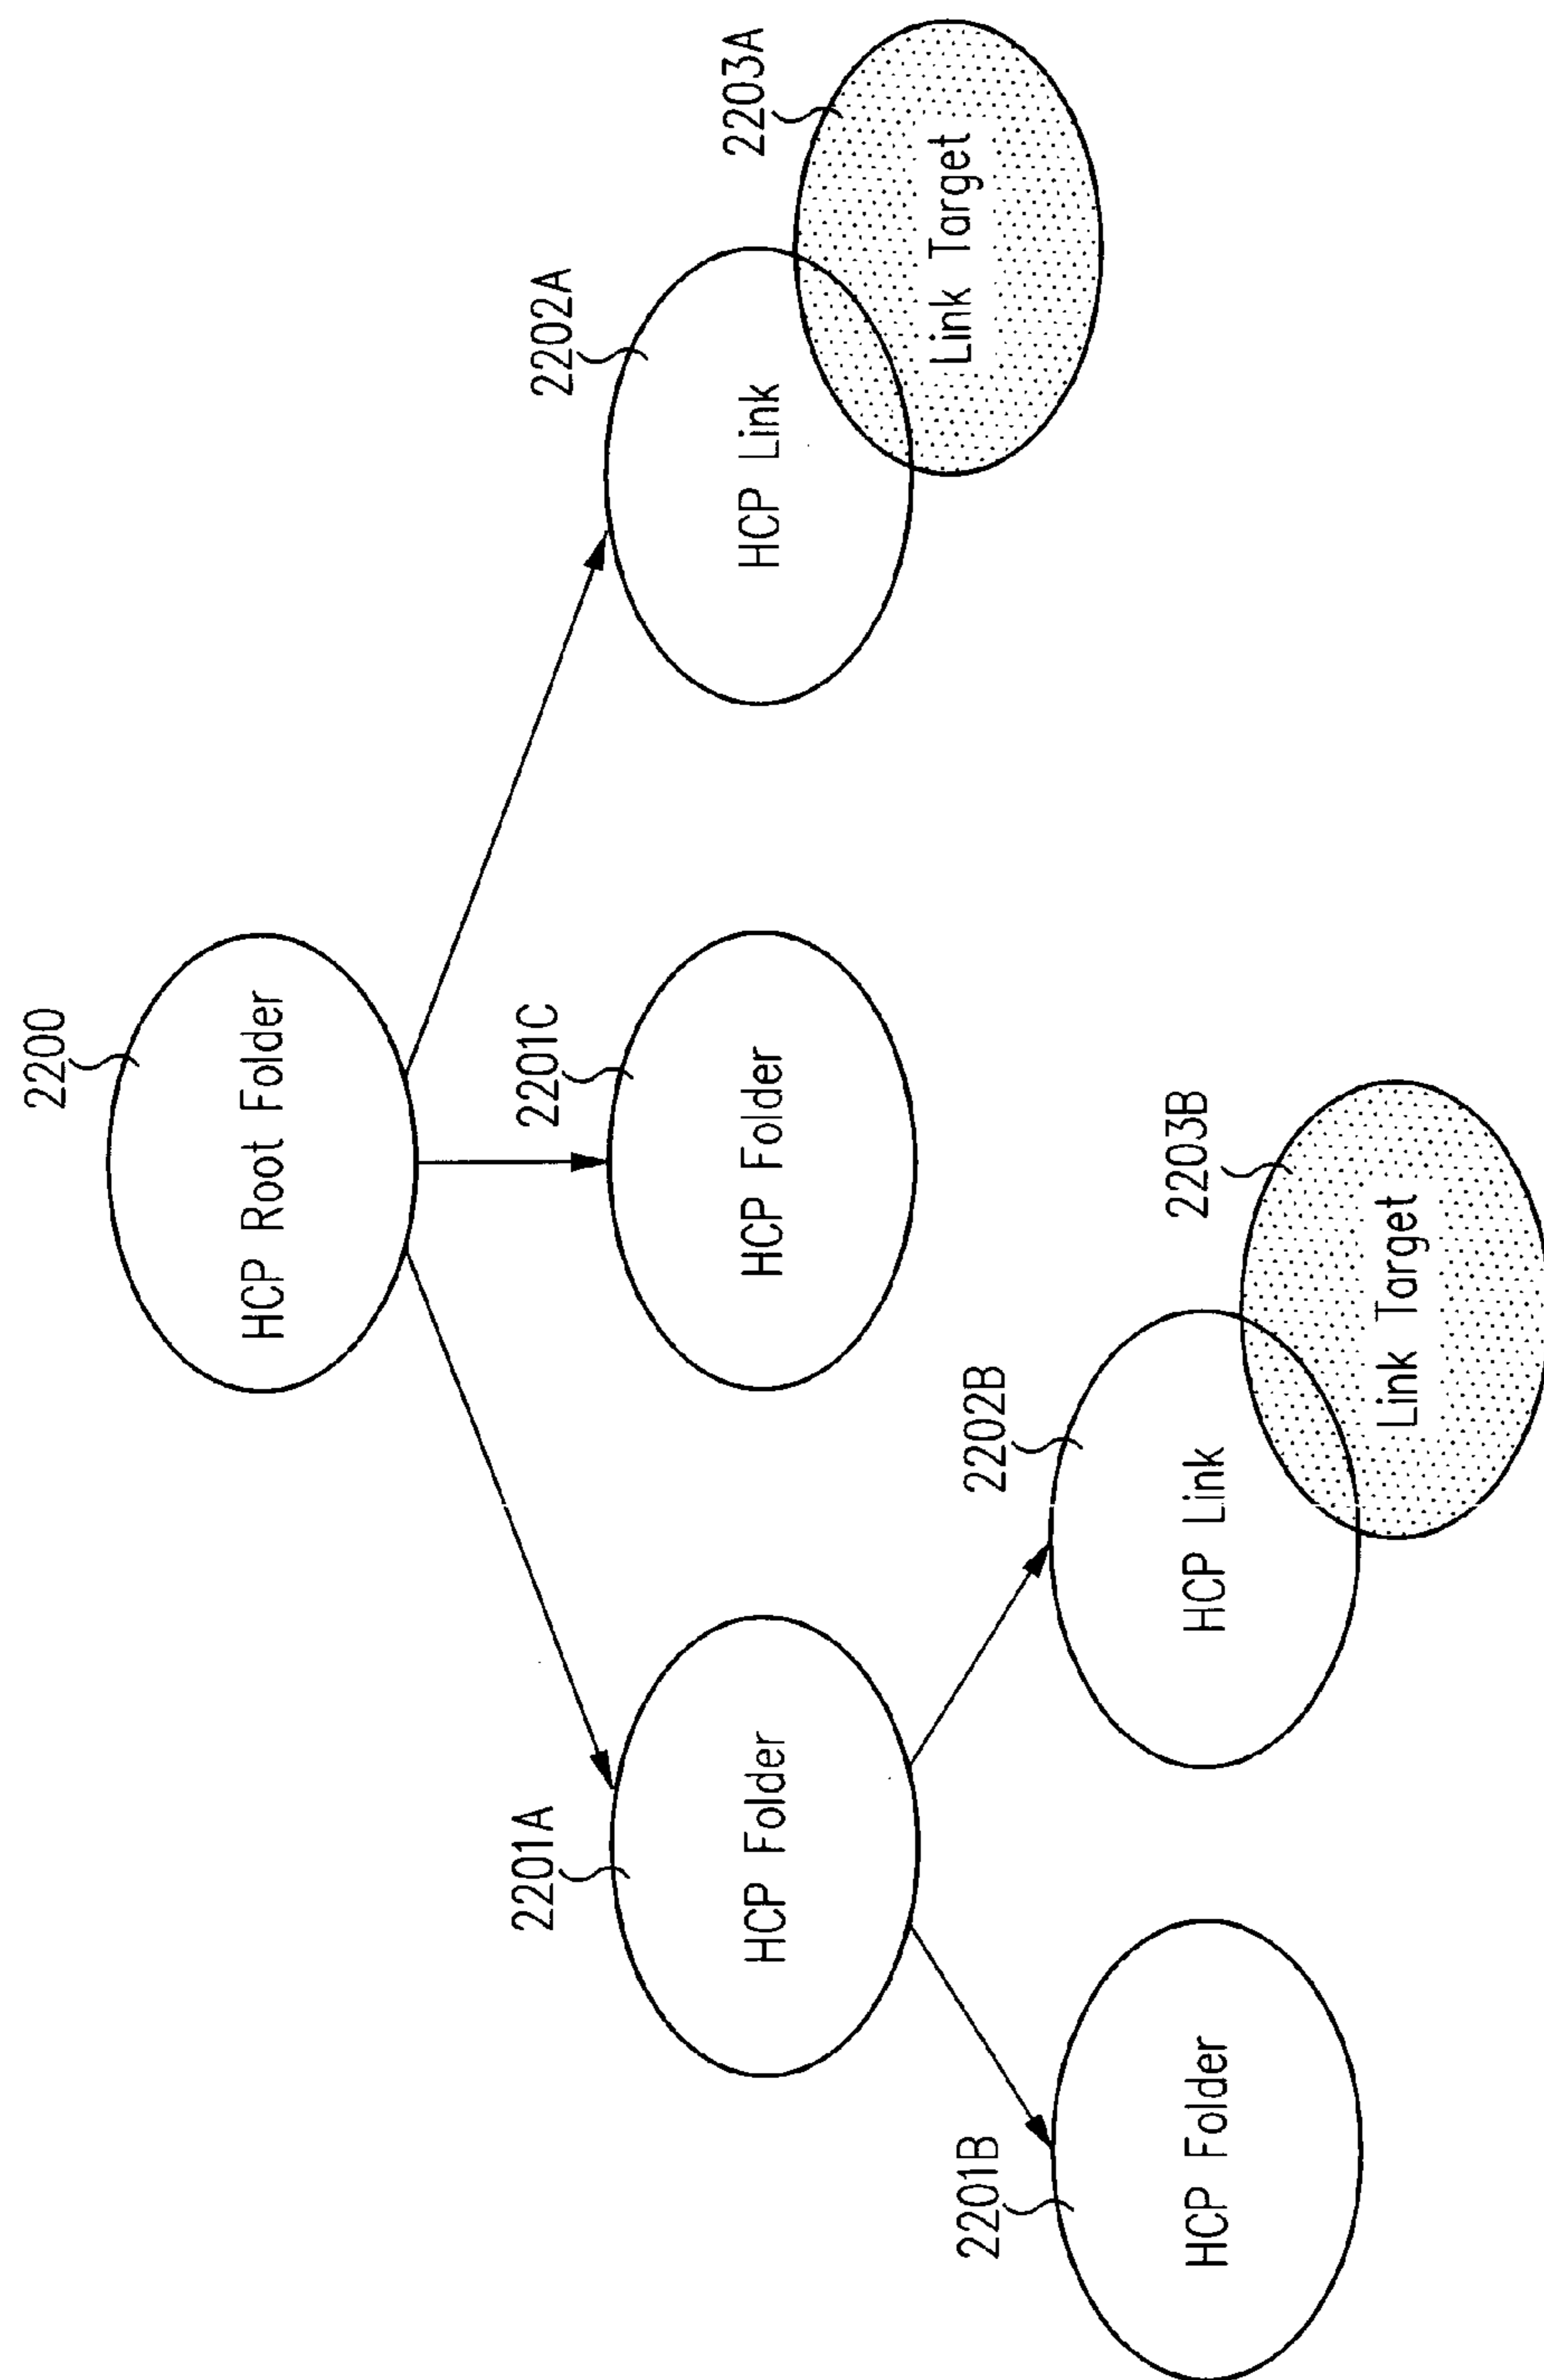 2200
HCP Root Folder
2201A
HCP Folder
2201C
HCP Folder
2202A
HCP Link
2203A
Link Target
2201B
HCP Folder
2202B
HCP Link
2203B
Link Target